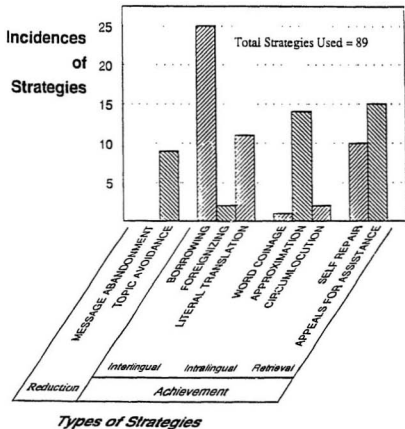 Incidences
of
Strategies
25
20
15
10
5
Total Strategies Used = 89
MESSAGE ABANDONMENT
TOPIC AVOIDANCE
BORROWING
FOREIGNIZING
LITERAL TRANSLATION
WORD COINAGE
APPROXIMATION
CIRCUMLOCUTION
SELF REPAIR
APPEALS FOR ASSISTANCE
Interlingual
Intralingual
Retrieval
Reduction
Achievement
Types of Strategies